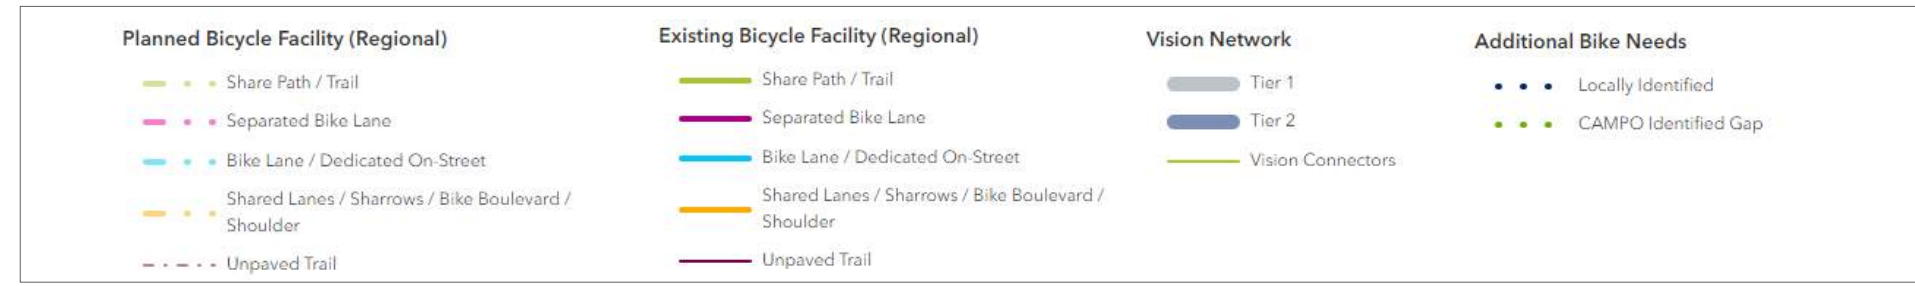 Planned Bicycle Facility (Regional)
Share Path / Trail
Separated Bike Lane
Bike Lane / Dedicated On-Street
Shared Lanes / Sharrows / Bike Boulevard /
Shoulder
Unpaved Trail
Existing Bicycle Facility (Regional)
Share Path / Trail
Separated Bike Lane
Bike Lane / Dedicated On-Street
Shared Lanes / Sharrows / Bike Boulevard /
Shoulder
Unpaved Trail
Vision Network
Tier 1
Tier 2
Vision Connectors
Additional Bike Needs
Locally Identified
CAMPO Identified Gap